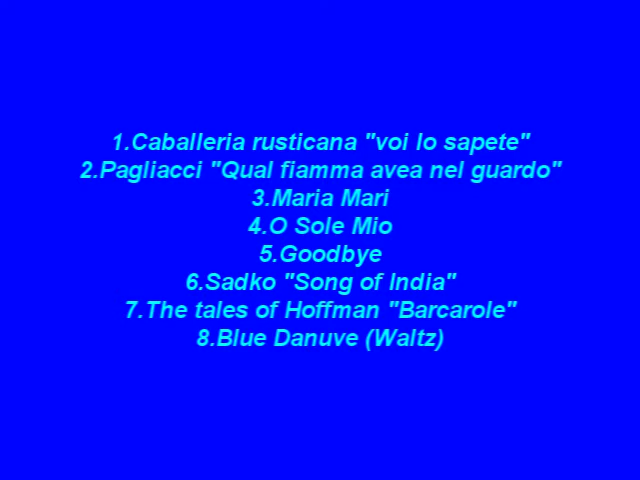 1.Caballeria rusticana "voi lo sapete"
2.Pagliacci "Qual fiamma avea nel guardo"
3.Maria Mari
4.O Sole Mio
5.Goodbye
6.Sadko "Song of India"
7.The tales of Hoffman "Barcarole"
8.Blue Danuve (Waltz)